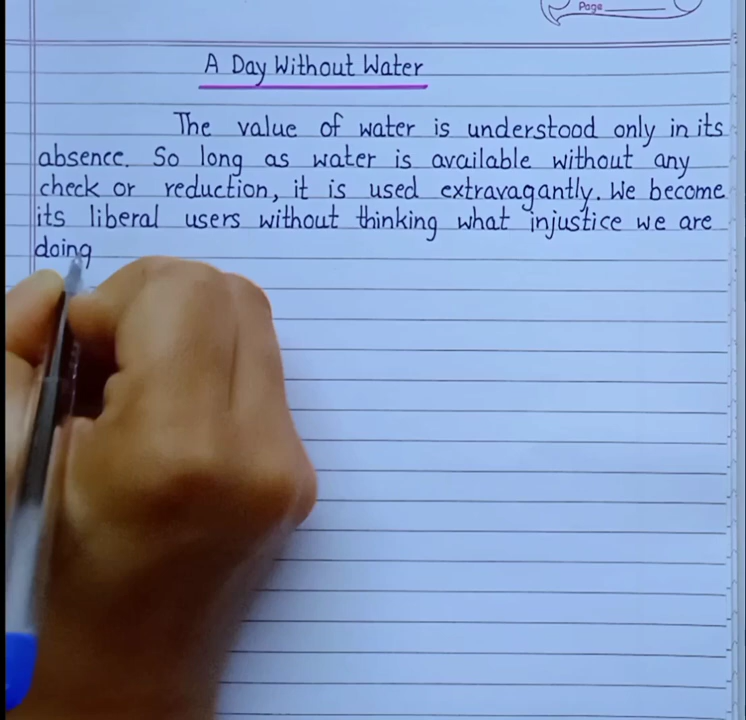 Page
A Day Without Water
The value of water is understood only in its
absence. So long as water is available without any
check or reduction, it is used extravagantly. We become
its liberal users without thinking what injustice we are
doing